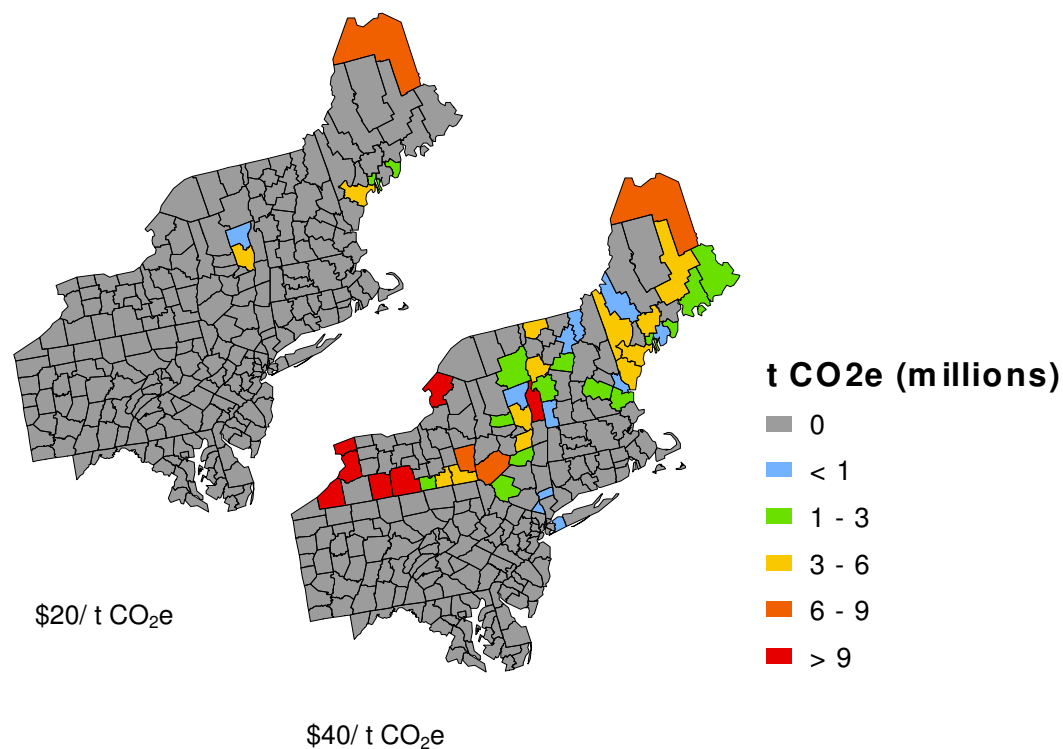 t CO2e (millions)
0
< 1
1 - 3
3 - 6
6 - 9
> 9
$20/ t CO₂e
$40/ t CO₂e